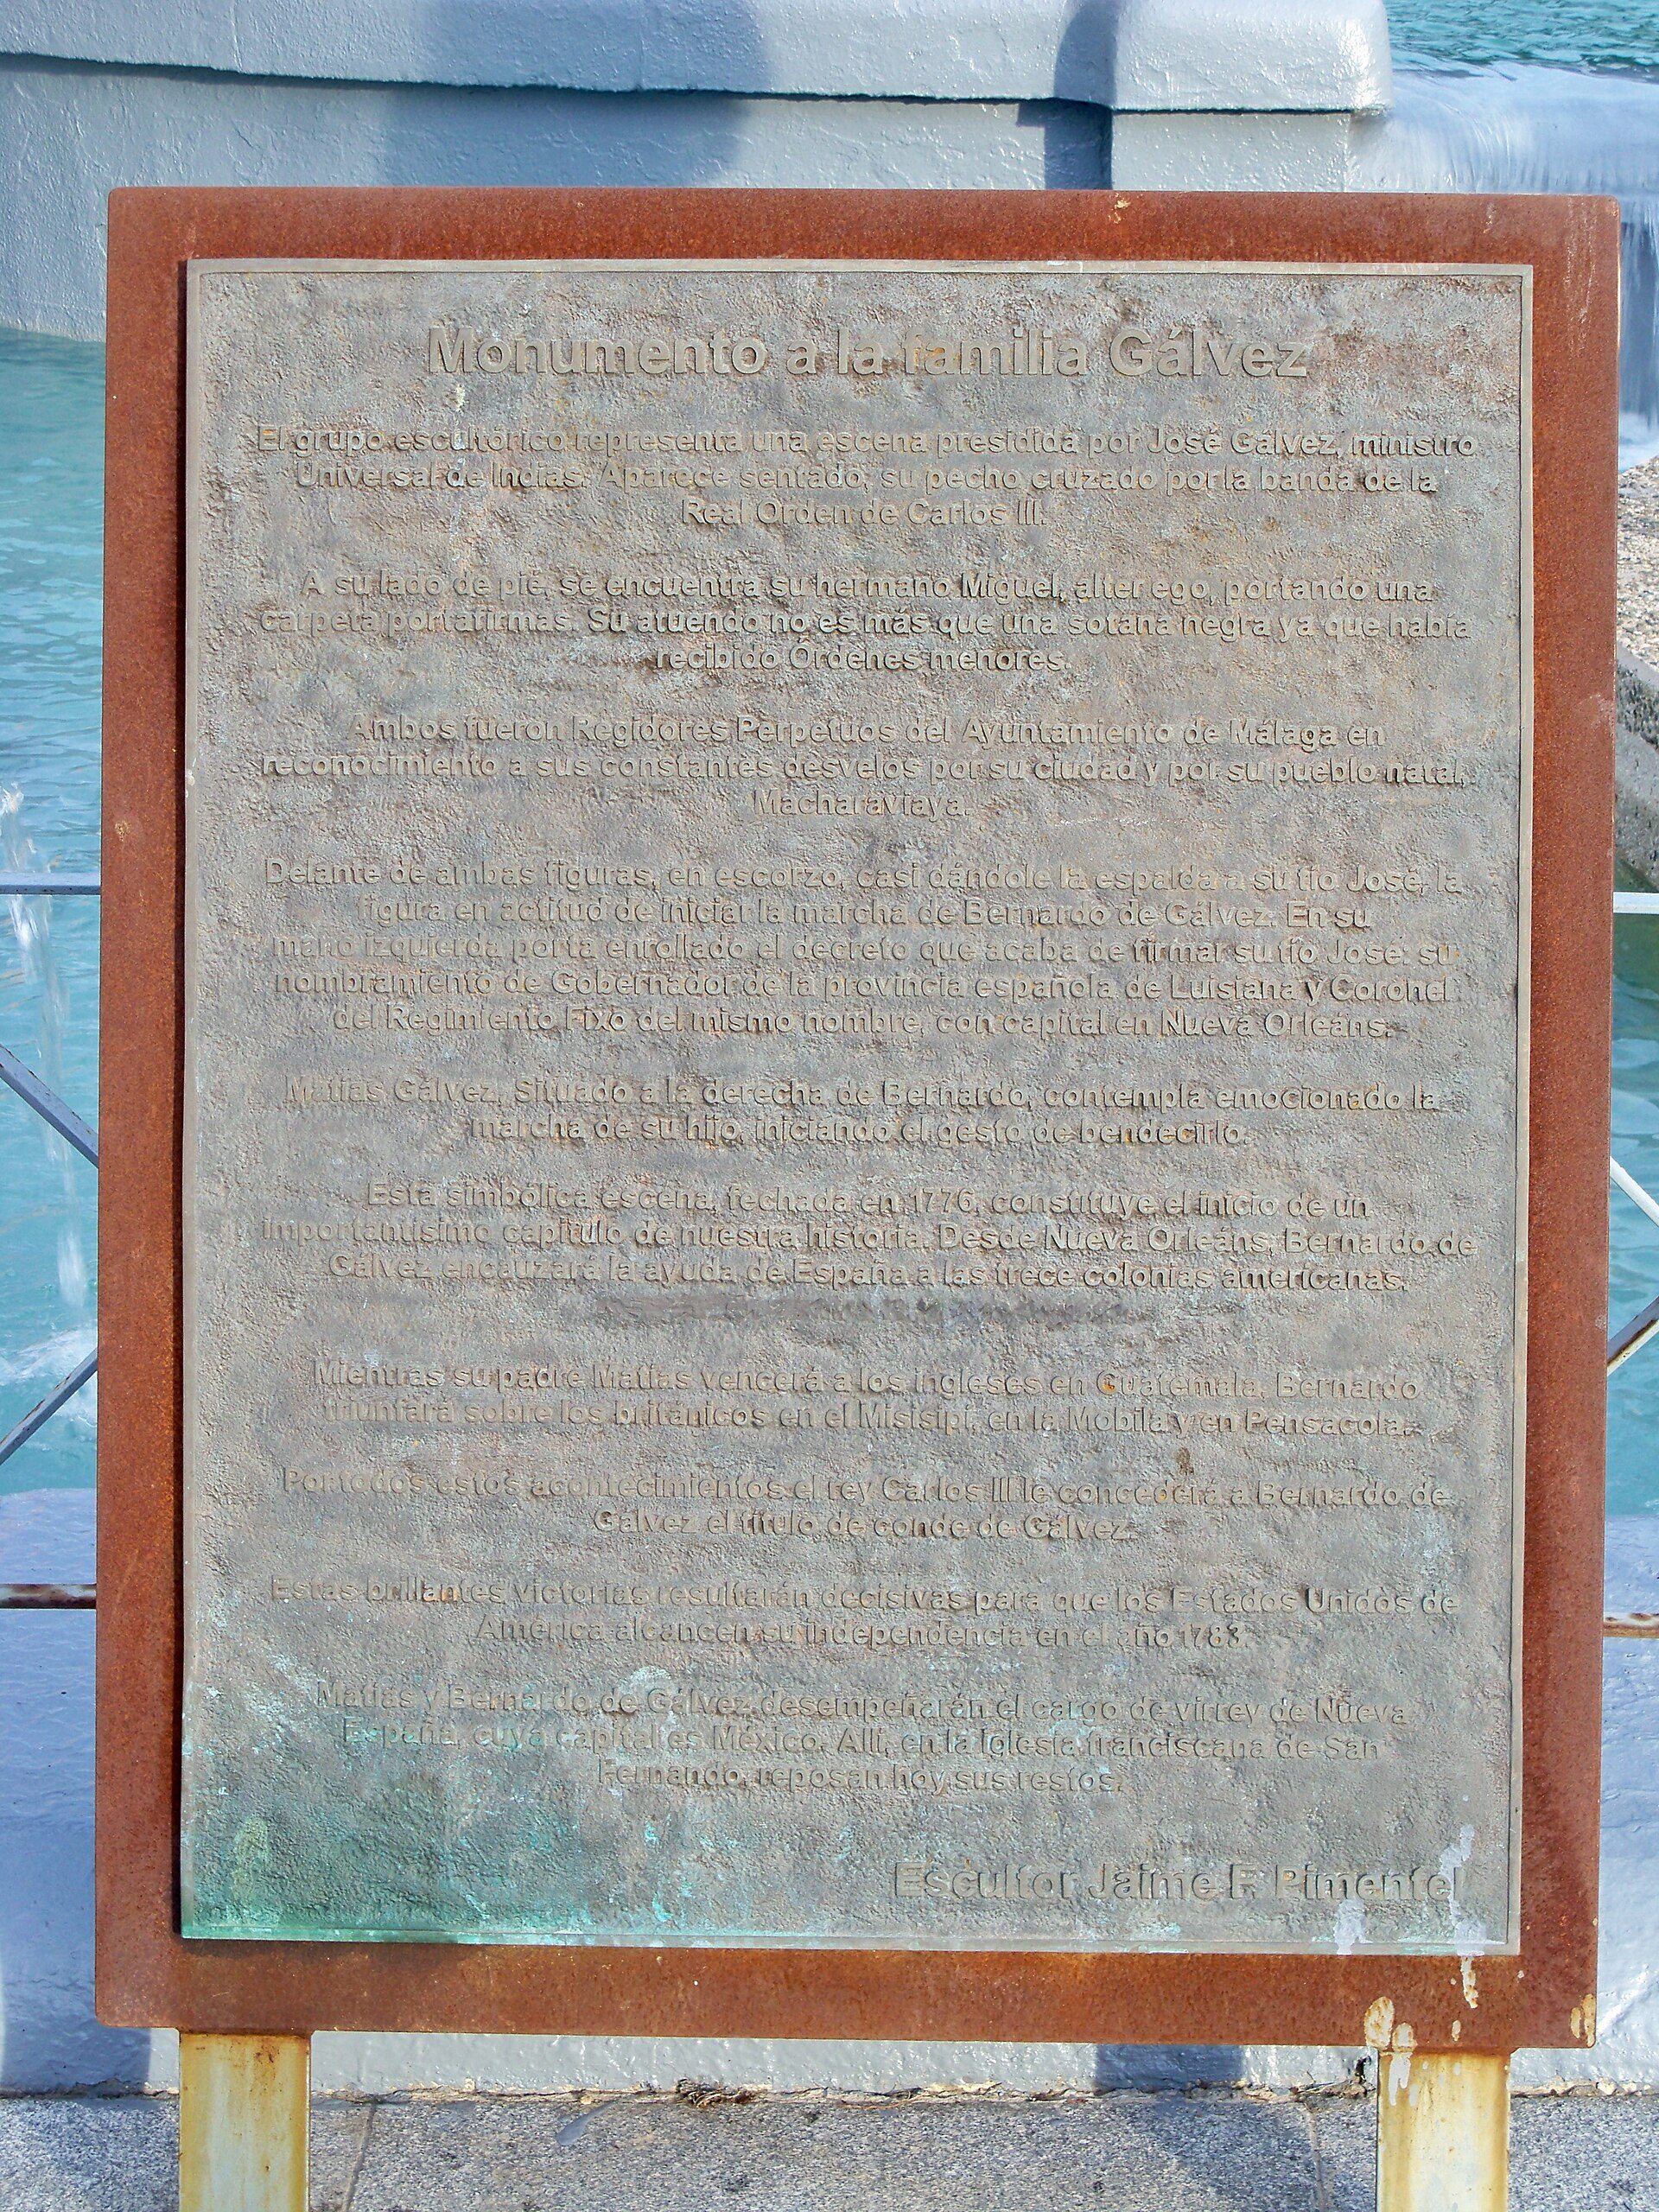 Monumento a la familia Gálvez
El grupo escultórico representa una escena presidida por José Gálvez, ministro
Universal de Indias. Aparece sentado, su pecho cruzado por la banda de la
Real Orden de Carlos III.
A su lado de pie, se encuentra su hermano Miguel, alter ego, portando una
carpeta portafirmas. Su atuendo no es más que una sotana negra ya que había
recibido Órdenes menores.
Ambos fueron Regidores Perpetuos del Ayuntamiento de Málaga en
reconocimiento a sus constantes desvelos por su ciudad y por su pueblo natal,
Macharaviaya.
Delante de ambas figuras, en escorzo, casi dándole la espalda a su tío José, la
figura en actitud de iniciar la marcha de Bernardo de Gálvez. En su
mano izquierda porta enrollado el decreto que acaba de firmar su tío José: su
nombramiento de Gobernador de la provincia española de Luisiana y Coronel
del Regimiento Fixo del mismo nombre, con capital en Nueva Orleáns.
Matías Gálvez, Situado a la derecha de Bernardo, contempla emocionado la
marcha de su hijo, iniciando el gesto de bendecirlo.
Esta simbólica escena, fechada en 1776, constituye el inicio de un
importantísimo capítulo de nuestra historia. Desde Nueva Orleáns, Bernardo de
Gálvez encauzará la ayuda de España a las trece colonias americanas.
Mientras su padre Matías vencerá a los ingleses en Guatemala, Bernardo
triunfará sobre los británicos en el Misisipi, en la Mobila y en Pensacola.
Por todos estos acontecimientos el rey Carlos III le concederá a Bernardo de
Gálvez el título de conde de Gálvez.
Estas brillantes victorias resultarán decisivas para que los Estados Unidos de
América alcancen su independencia en el año 1783.
Matías y Bernardo de Gálvez desempeñarán el cargo de virrey de Nueva
España, cuya capital es México. Allí, en la Iglesia franciscana de San
Fernando, reposan hoy sus restos.
Escultor Jaime F. Pimentel